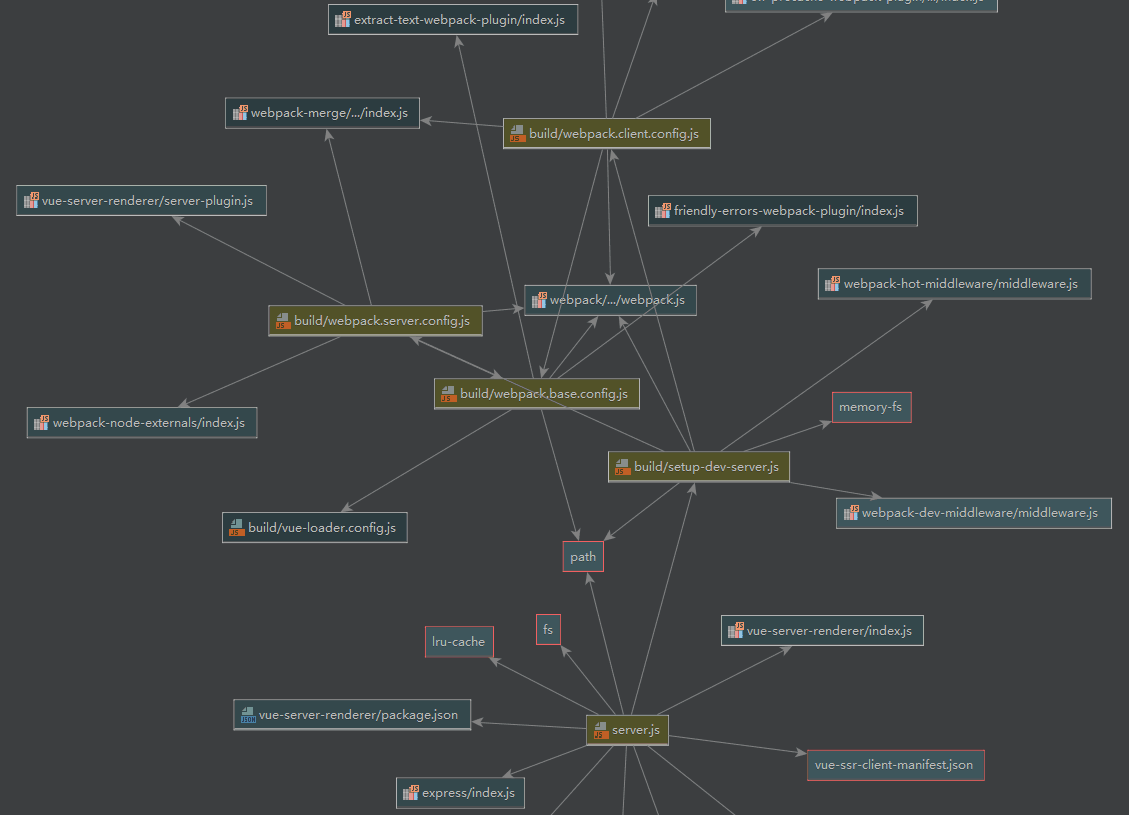 extract-text-webpack-plugin/index.js
webpack-merge/.../index.js
build/webpack.client.config.js
vue-server-renderer/server-plugin.js
friendly-errors-webpack-plugin/index.js
webpack-hot-middleware/middleware.js
webpack/.../webpack.js
build/webpack.server.config.js
build/webpack.base.config.js
memory-fs
webpack-node-externals/index.js
build/setup-dev-server.js
webpack-dev-middleware/middleware.js
build/vue-loader.config.js
path
fs
vue-server-renderer/index.js
lru-cache
vue-server-renderer/package.json
server.js
vue-ssr-client-manifest.json
express/index.js